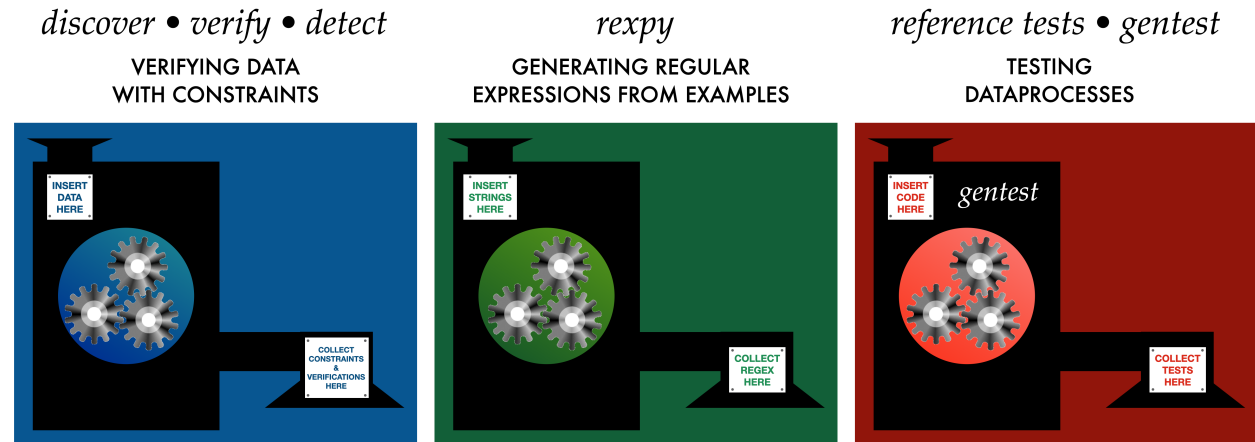 discover • verify • detect
VERIFYING DATA
WITH CONSTRAINTS
INSERT
DATA
HERE
COLLECT
CONSTRAINTS
&
VERIFICATIONS
HERE
rexpy
GENERATING REGULAR
EXPRESSIONS FROM EXAMPLES
INSERT
STRINGS
HERE
COLLECT
REGEX
HERE
reference tests • gentest
TESTING
DATAPROCESSES
INSERT
CODE
HERE
gentest
COLLECT
TESTS
HERE